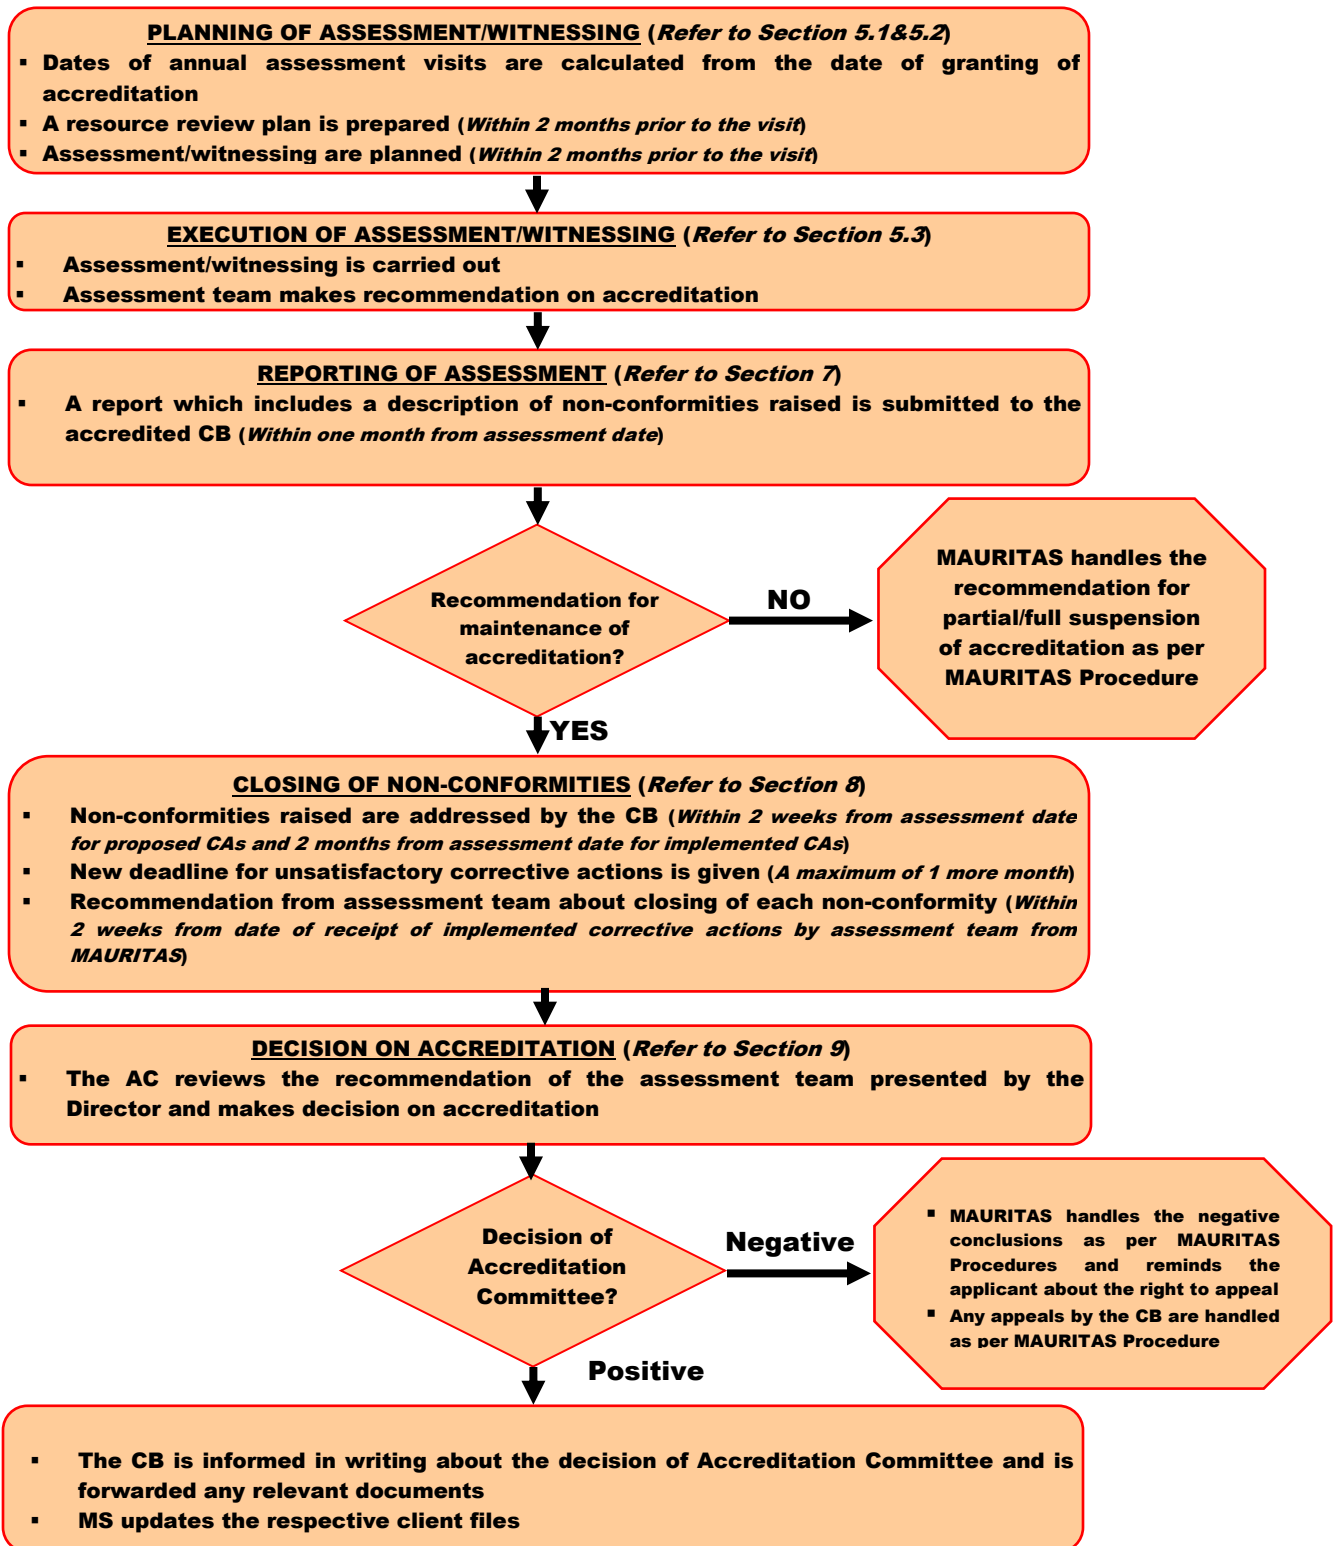 PLANNING OF ASSESSMENT/WITNESSING (Refer to Section 5.1&5.2)
▪ Dates of annual assessment visits are calculated from the date of granting of
accreditation
▪ A resource review plan is prepared (Within 2 months prior to the visit)
▪ Assessment/witnessing are planned (Within 2 months prior to the visit)
EXECUTION OF ASSESSMENT/WITNESSING (Refer to Section 5.3)
▪ Assessment/witnessing is carried out
▪ Assessment team makes recommendation on accreditation
REPORTING OF ASSESSMENT (Refer to Section 7)
▪ A report which includes a description of non-conformities raised is submitted to the
accredited CB (Within one month from assessment date)
Recommendation for
maintenance of
accreditation?
NO
MAURITAS handles the
recommendation for
partial/full suspension
of accreditation as per
MAURITAS Procedure
YES
CLOSING OF NON-CONFORMITIES (Refer to Section 8)
▪ Non-conformities raised are addressed by the CB (Within 2 weeks from assessment date
for proposed CAs and 2 months from assessment date for implemented CAs)
▪ New deadline for unsatisfactory corrective actions is given (A maximum of 1 more month)
▪ Recommendation from assessment team about closing of each non-conformity (Within
2 weeks from date of receipt of implemented corrective actions by assessment team from
MAURITAS)
DECISION ON ACCREDITATION (Refer to Section 9)
▪ The AC reviews the recommendation of the assessment team presented by the
Director and makes decision on accreditation
Decision of
Accreditation
Committee?
Negative
▪ MAURITAS handles the negative
conclusions as per MAURITAS
Procedures and reminds the
applicant about the right to appeal
▪ Any appeals by the CB are handled
as per MAURITAS Procedure
Positive
▪ The CB is informed in writing about the decision of Accreditation Committee and is
forwarded any relevant documents
▪ MS updates the respective client files